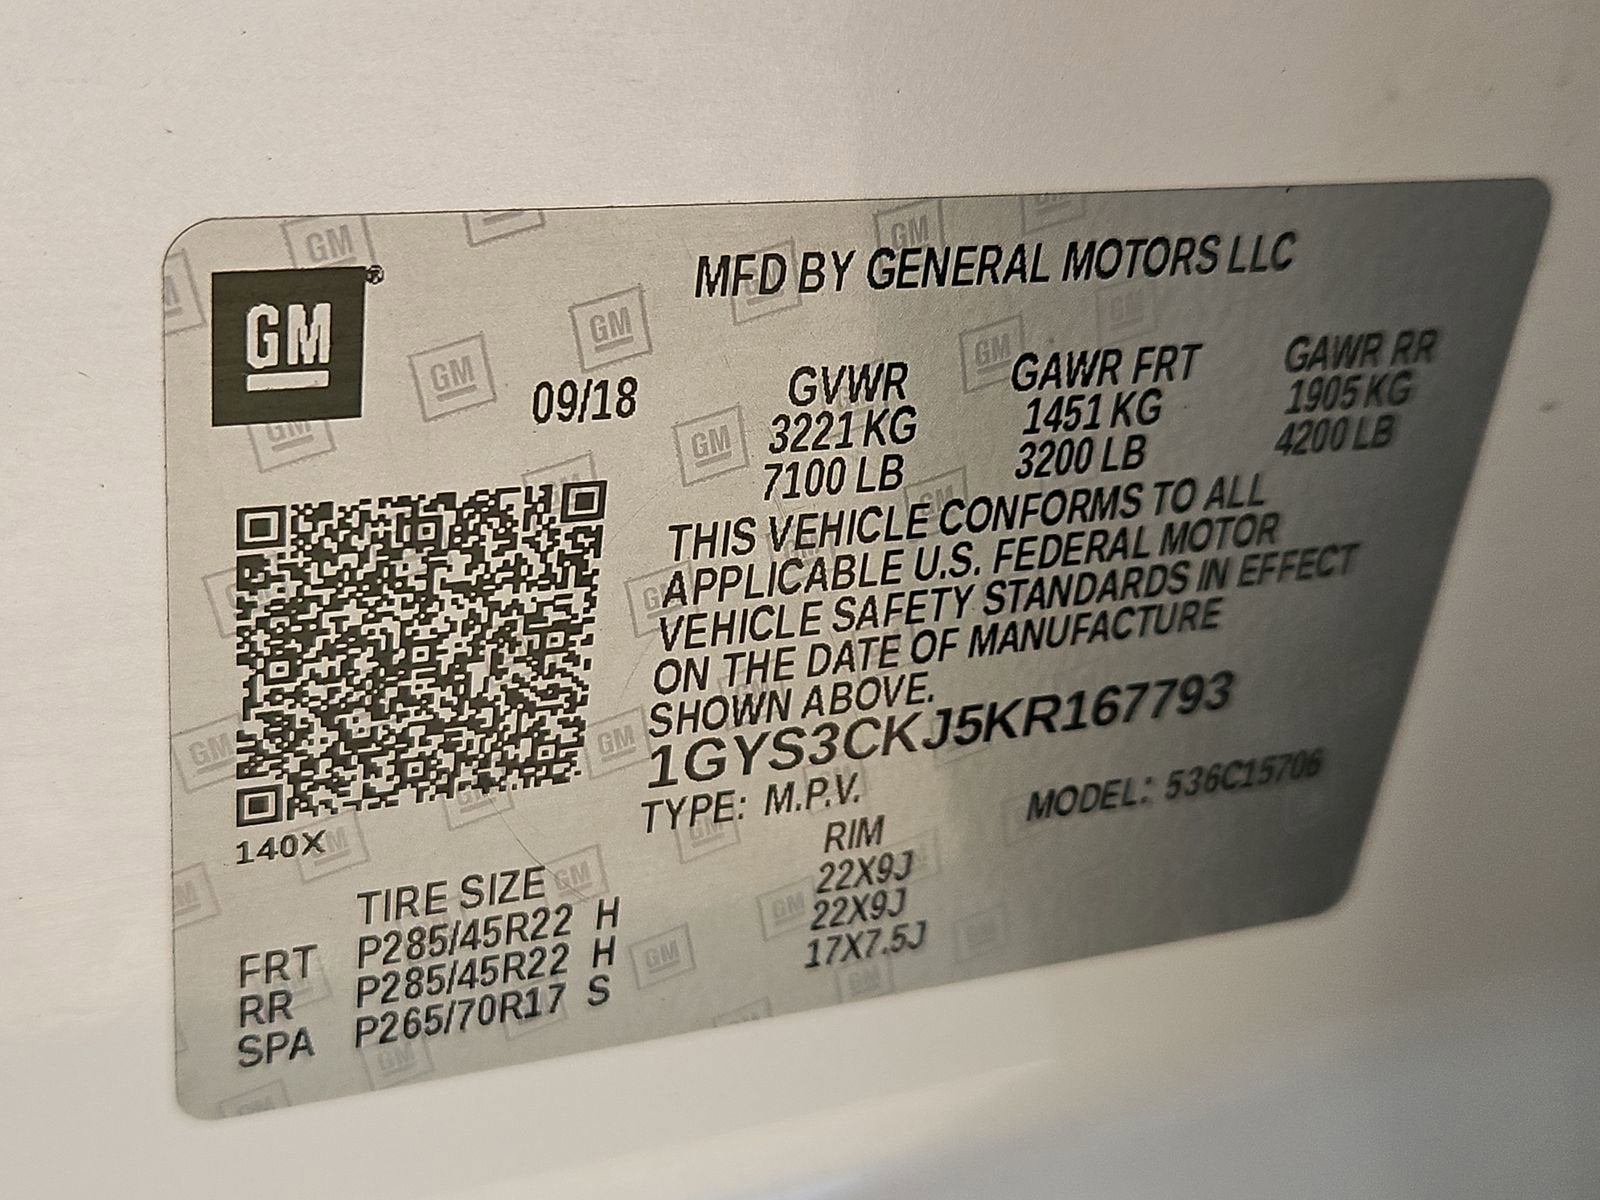 GM®
MFD BY GENERAL MOTORS LLC
09/18
GVWR GAWR FRT GAWR RR
3221 KG 1451 KG 1905 KG
7100 LB 3200 LB 4200 LB
THIS VEHICLE CONFORMS TO ALL
APPLICABLE U.S. FEDERAL MOTOR
VEHICLE SAFETY STANDARDS IN EFFECT
ON THE DATE OF MANUFACTURE
SHOWN ABOVE.
1GYS3CKJ5KR167793
TYPE: M.P.V. MODEL: 536C15706
140X
TIRE SIZE RIM
FRT P285/45R22 H 22X9J
RR P285/45R22 H 22X9J
SPA P265/70R17 S 17X7.5J